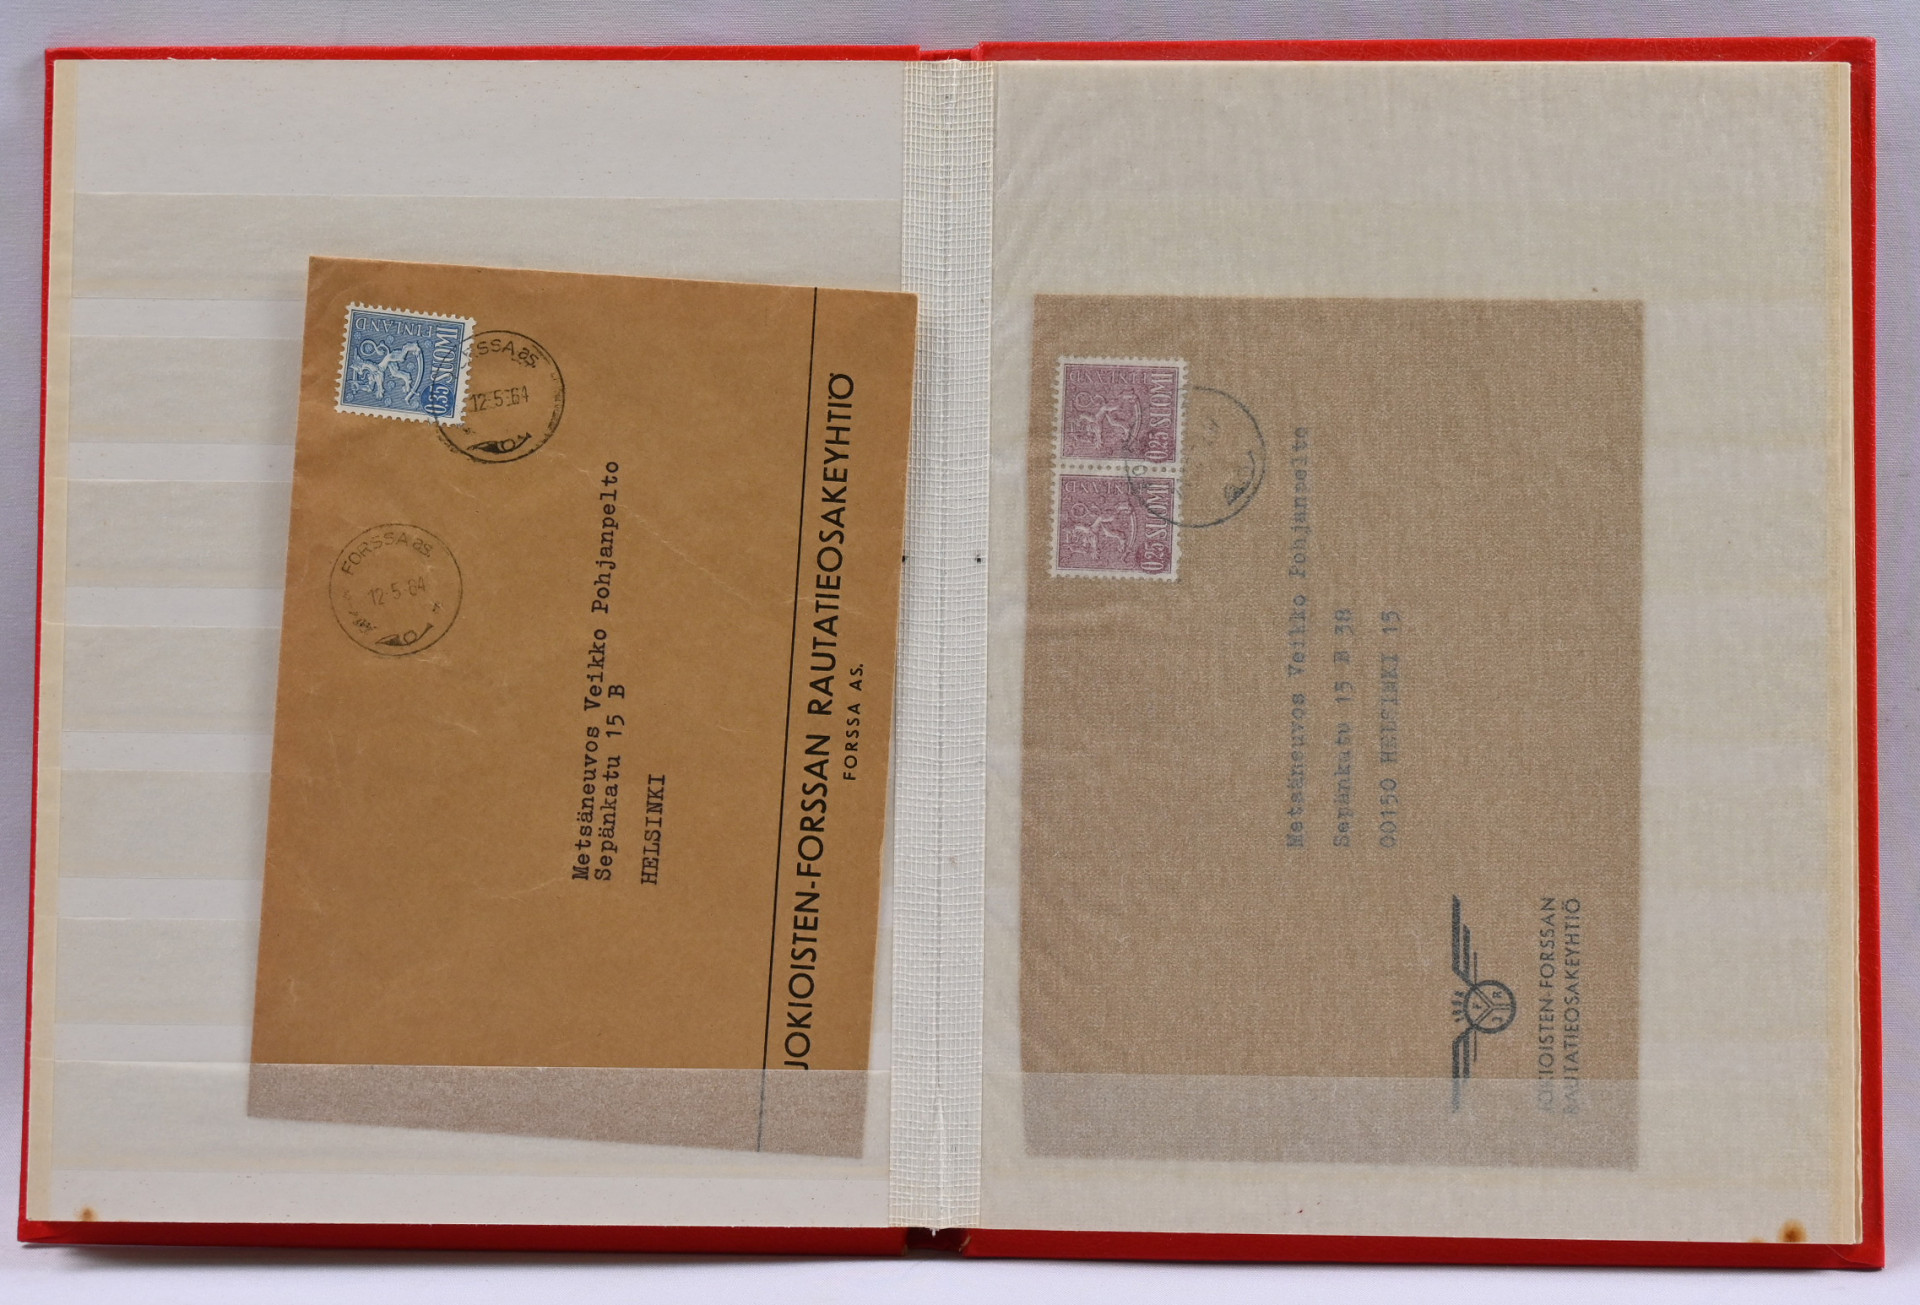 FINLAND
0,35 SUOMI
FORSSA as.
12-5-64
FORSSA as.
12-5-64
Metsäneuvos Veikko Pohjanpelto
Sepänkatu 15 B
HELSINKI
JOKIOISTEN-FORSSAN RAUTATIEOSAKEYHTIÖ
FORSSA AS.
FINLAND
0,25 SUOMI
FINLAND
0,25 SUOMI
Metsäneuvos Veikko Pohjanpelto
Sepänkatu 15 B 38
00150 HELSINKI 15
J F R
JOKIOISTEN-FORSSAN
RAUTATIEOSAKEYHTIÖ